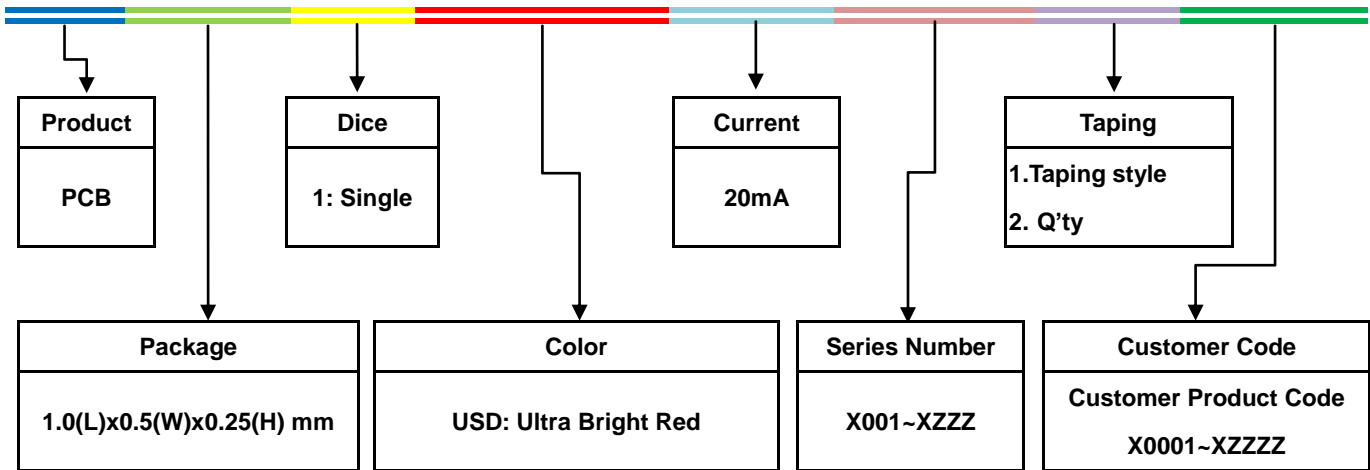 Product
PCB
Dice
1: Single
Current
20mA
Taping
1.Taping style
2. Q’ty
Package
1.0(L)x0.5(W)x0.25(H) mm
Color
USD: Ultra Bright Red
Series Number
X001~XZZZ
Customer Code
Customer Product Code
X0001~XZZZZ